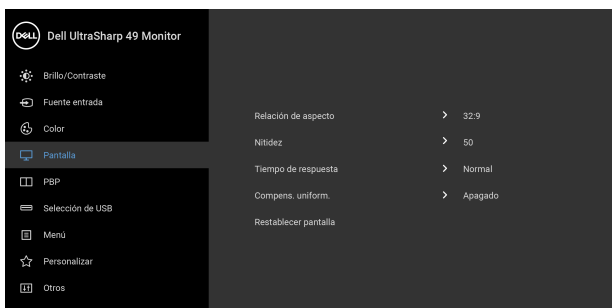 DELL Dell UltraSharp 49 Monitor
Brillo/Contraste
Fuente entrada
Color
Pantalla
PBP
Selección de USB
Menú
Personalizar
Otros
Relación de aspecto > 32:9
Nitidez > 50
Tiempo de respuesta > Normal
Compens. uniform. > Apagado
Restablecer pantalla